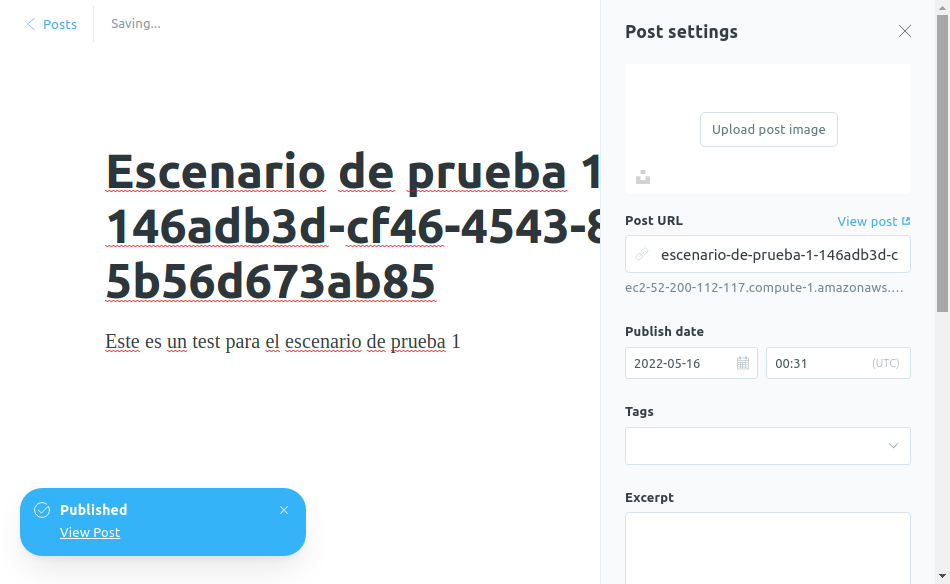 Posts
Saving...
Escenario de prueba 1
146adb3d-cf46-4543-8
5b56d673ab85
Este es un test para el escenario de prueba 1
Published
View Post
Post settings
Upload post image
Post URL
View post
escenario-de-prueba-1-146adb3d-c
ec2-52-200-112-117.compute-1.amazonaws....
Publish date
2022-05-16
00:31
(UTC)
Tags
Excerpt